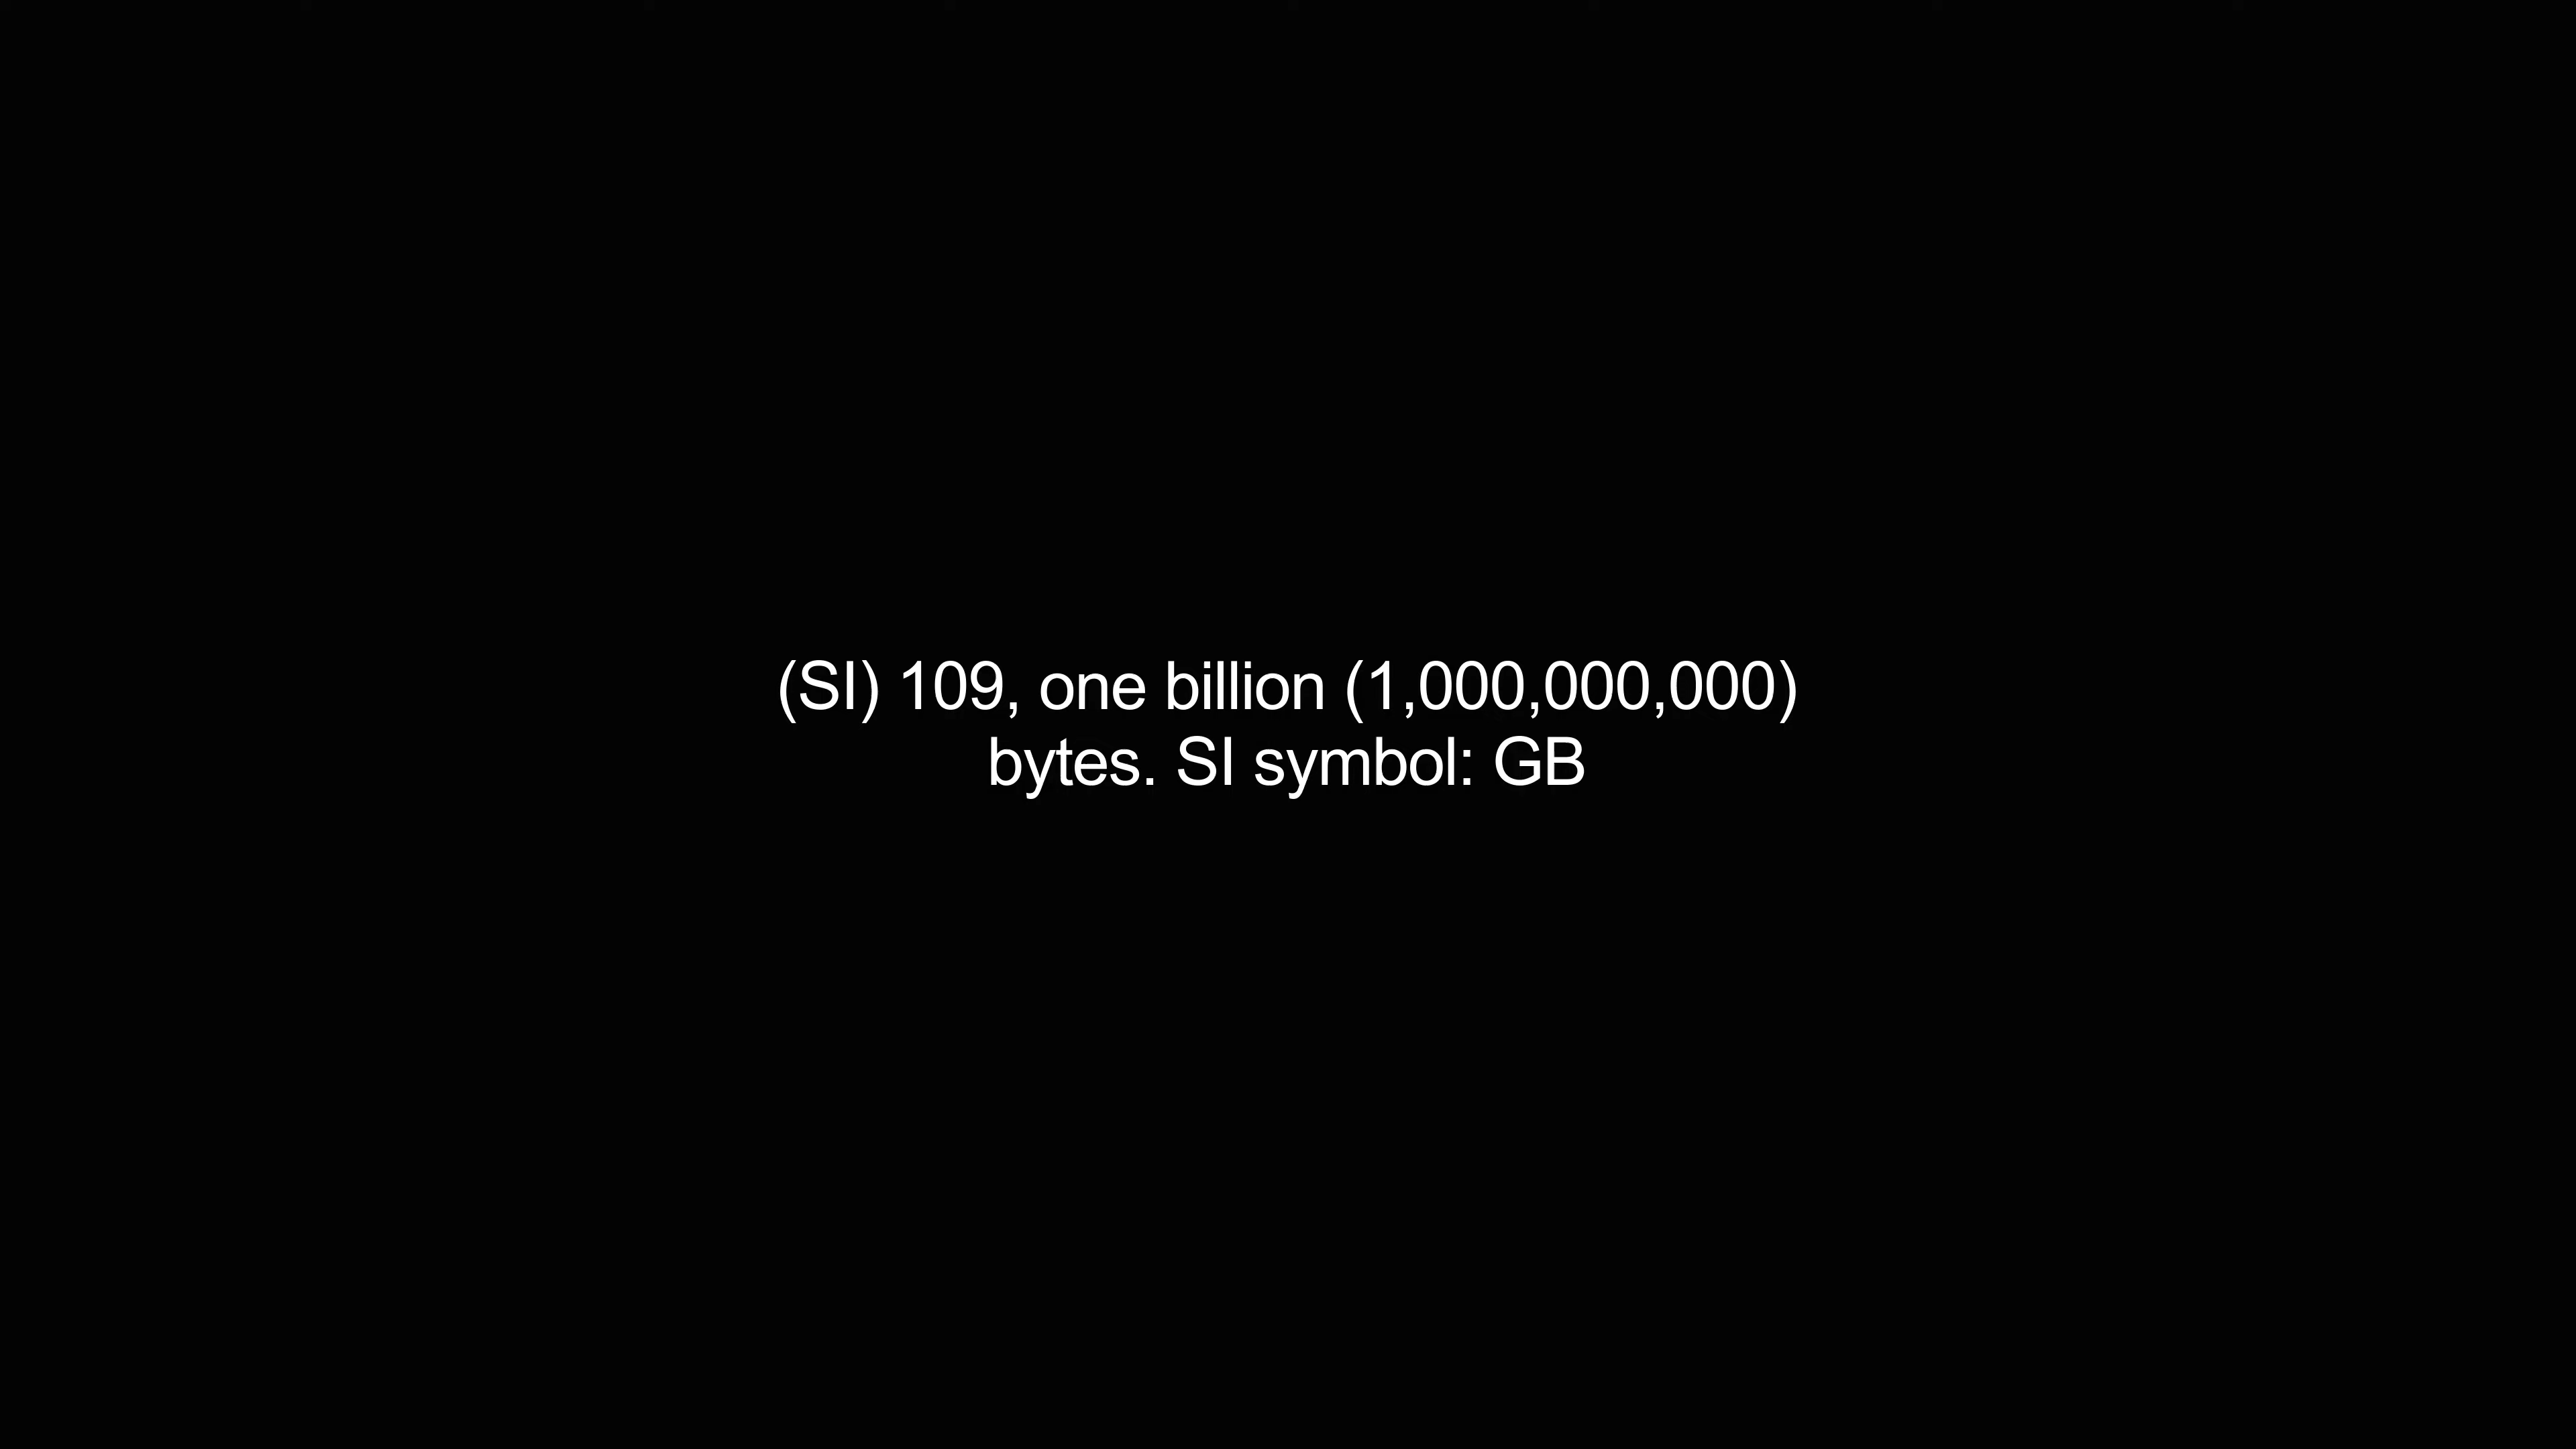 (SI) 109, one billion (1,000,000,000)
bytes. SI symbol: GB